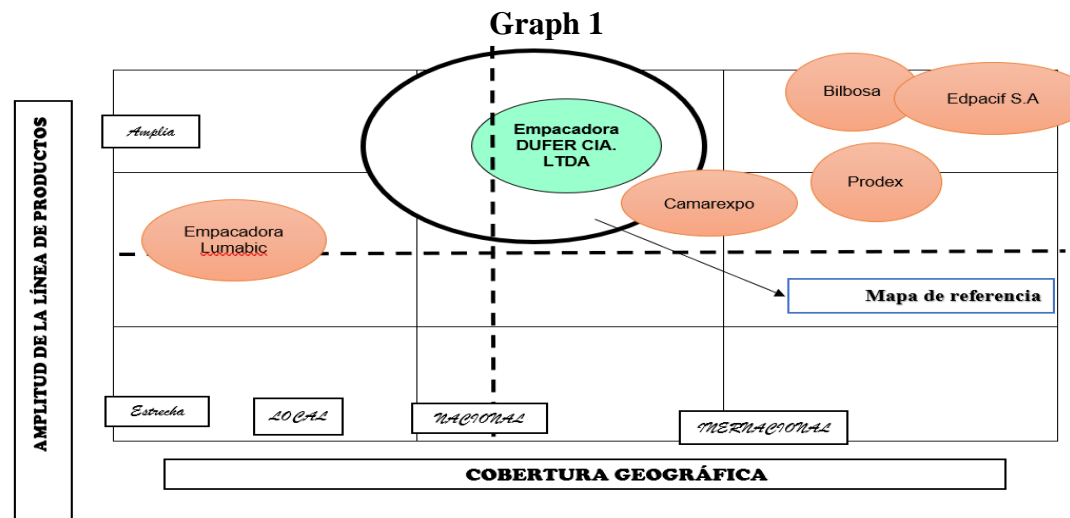 Graph 1
AMPLITUD DE LA LÍNEA DE PRODUCTOS
Amplia
Empacadora
DUFER CIA.
LTDA
Bilbosa
Edpacif S.A
Prodex
Camarexpo
Empacadora
Lumabic
Mapa de referencia
Estrecha
LOCAL
NACIONAL
INERNACIONAL
COBERTURA GEOGRÁFICA